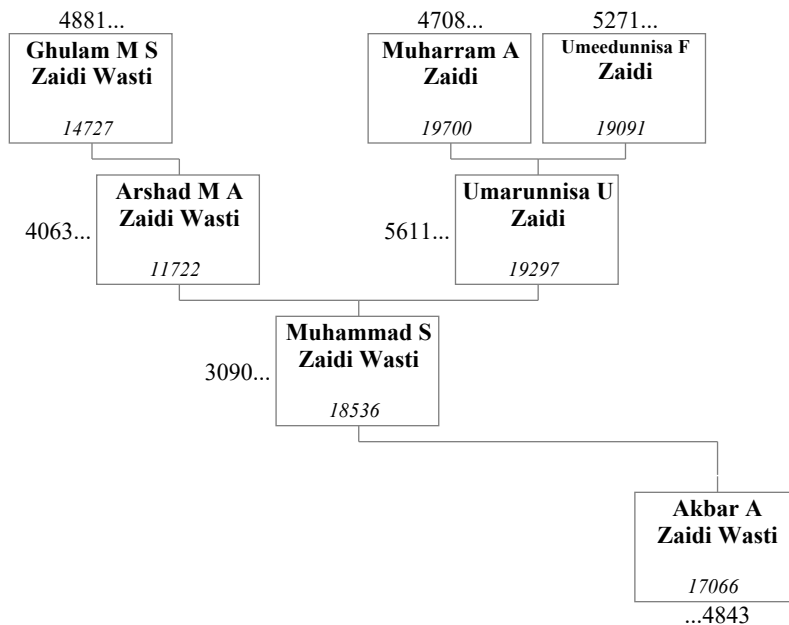 4881...
Ghulam M S
Zaidi Wasti
14727
4708...
Muharram A
Zaidi
19700
5271...
Umeedunnisa F
Zaidi
19091
4063...
Arshad M A
Zaidi Wasti
11722
5611...
Umarunnisa U
Zaidi
19297
3090...
Muhammad S
Zaidi Wasti
18536
Akbar A
Zaidi Wasti
17066
...4843